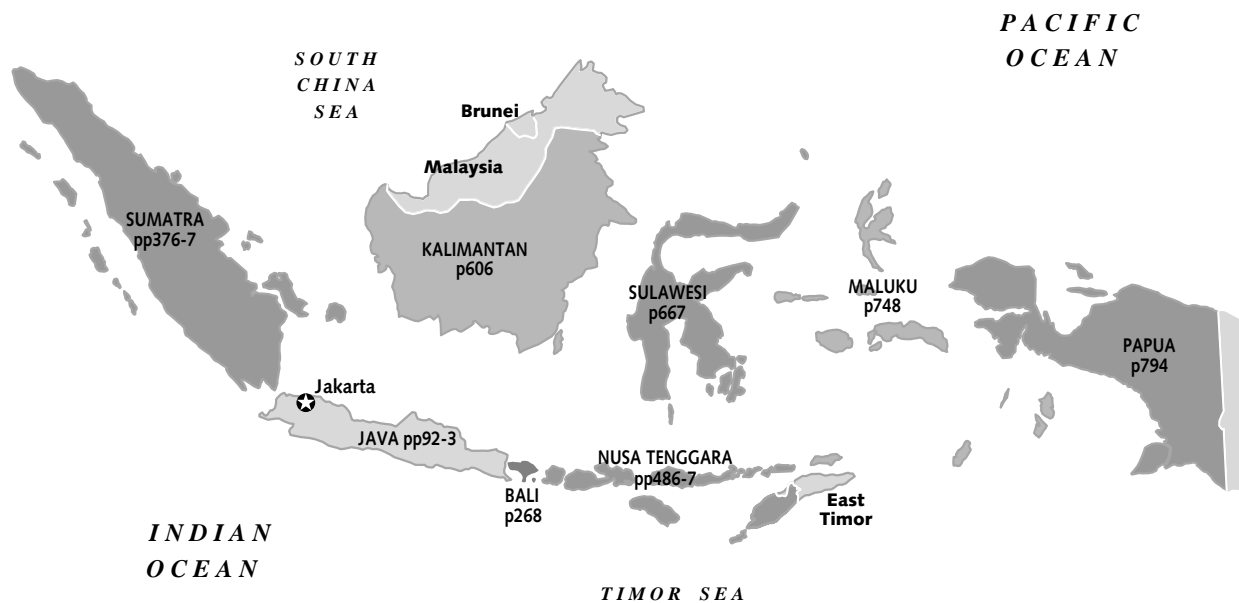 PACIFIC
OCEAN
SOUTH
CHINA
SEA
Brunei
Malaysia
SUMATRA
pp376-7
KALIMANTAN
p606
SULAWESI
p667
MALUKU
p748
PAPUA
p794
Jakarta
JAVA pp92-3
NUSA TENGGARA
pp486-7
BALI
p268
East
Timor
INDIAN
OCEAN
TIMOR SEA